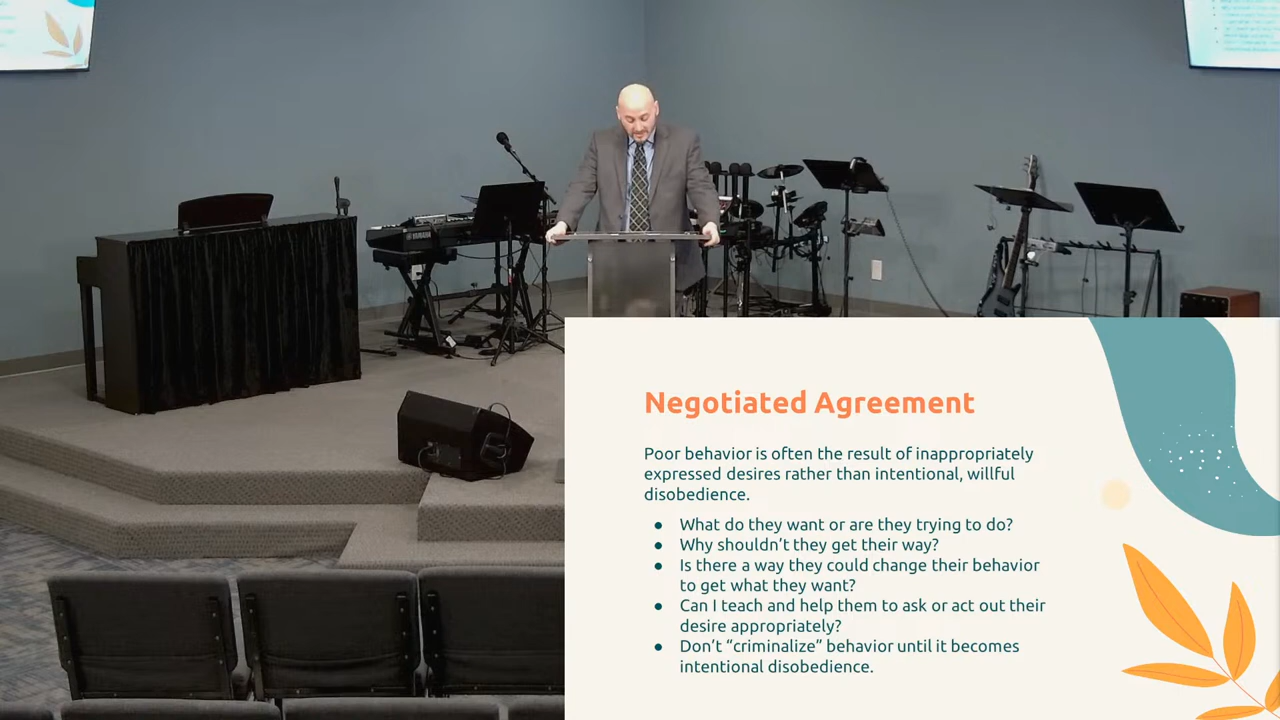 YAMAHA
Negotiated Agreement
Poor behavior is often the result of inappropriately
expressed desires rather than intentional, willful
disobedience.
● What do they want or are they trying to do?
● Why shouldn't they get their way?
● Is there a way they could change their behavior
to get what they want?
● Can I teach and help them to ask or act out their
desire appropriately?
● Don't “criminalize” behavior until it becomes
intentional disobedience.